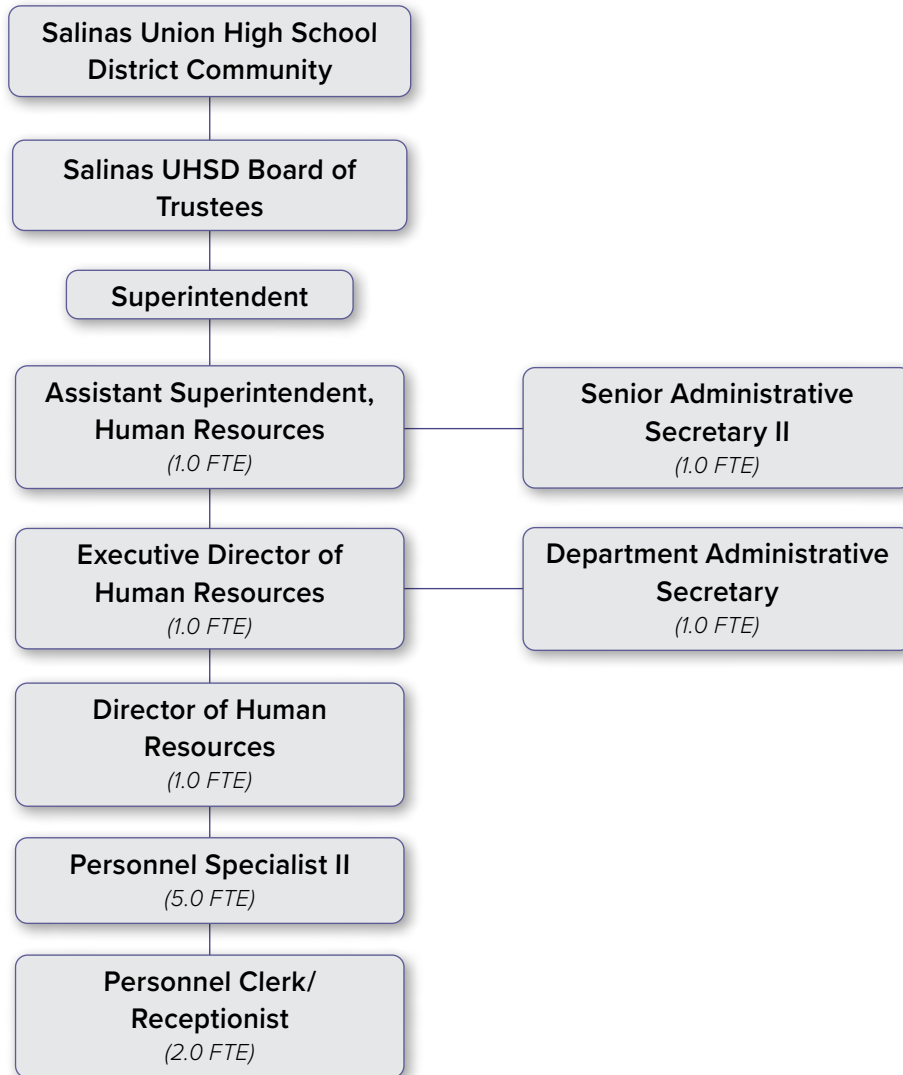 Salinas Union High School
District Community
Salinas UHSD Board of
Trustees
Superintendent
Assistant Superintendent,
Human Resources
(1.0 FTE)
Senior Administrative
Secretary II
(1.0 FTE)
Executive Director of
Human Resources
(1.0 FTE)
Department Administrative
Secretary
(1.0 FTE)
Director of Human
Resources
(1.0 FTE)
Personnel Specialist II
(5.0 FTE)
Personnel Clerk/
Receptionist
(2.0 FTE)